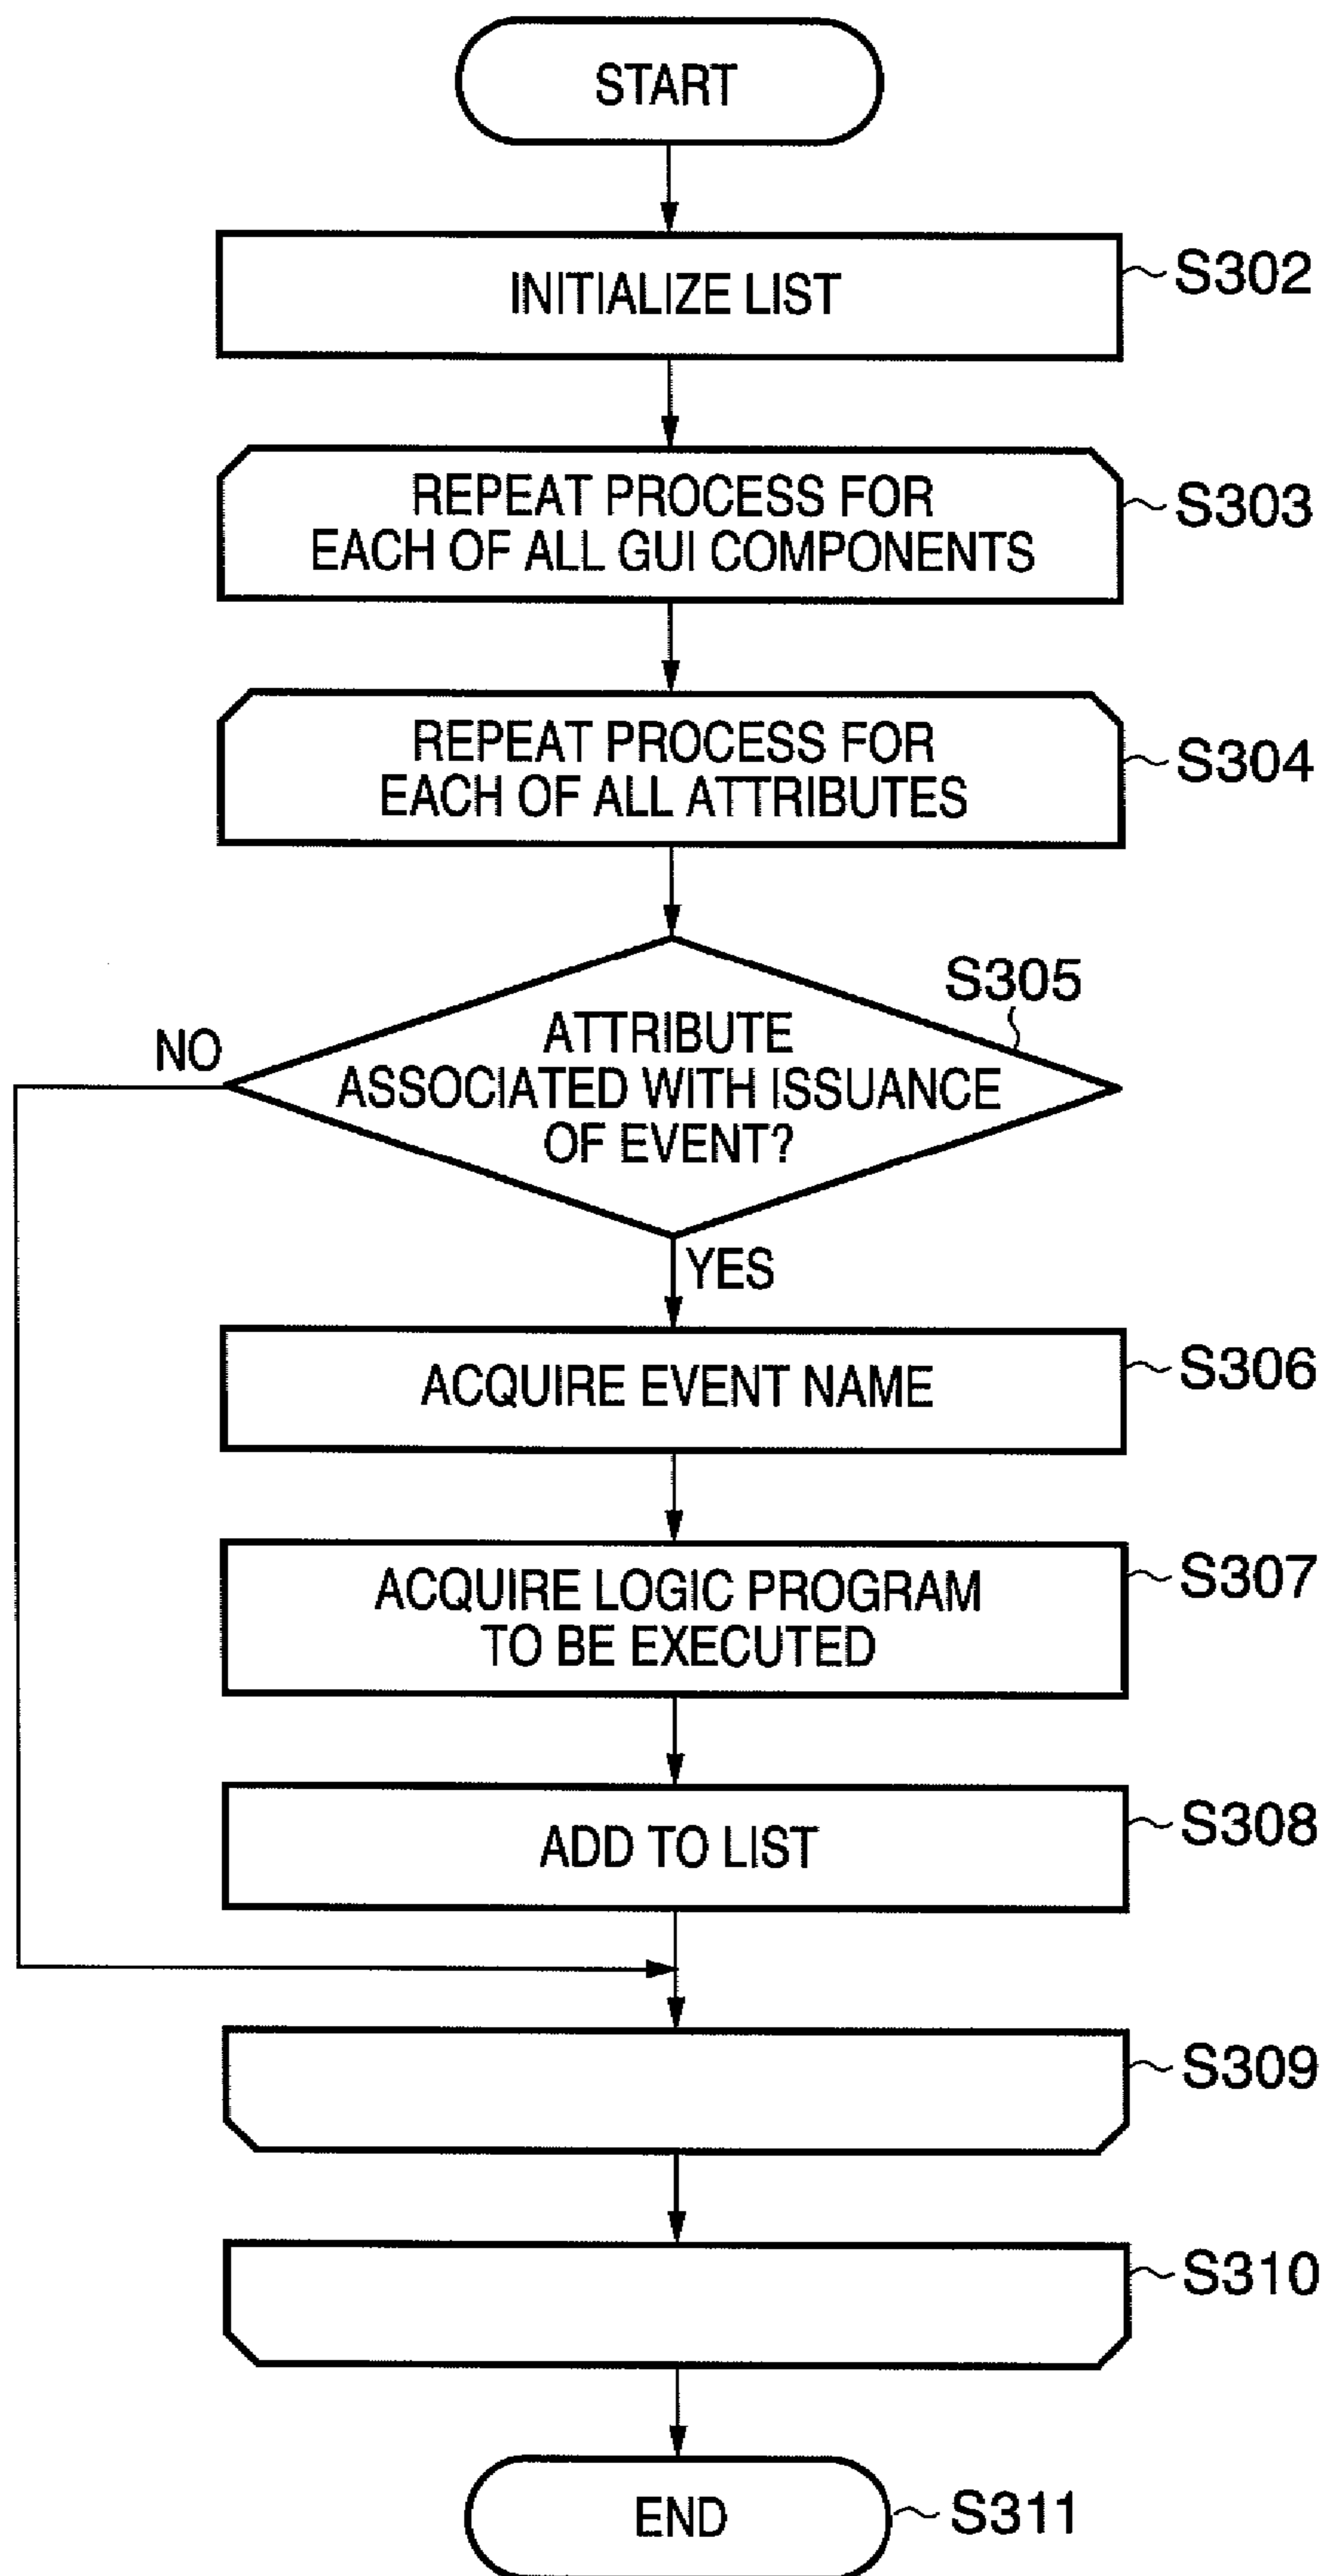 START
INITIALIZE LIST
S302
REPEAT PROCESS FOR
EACH OF ALL GUI COMPONENTS
S303
REPEAT PROCESS FOR
EACH OF ALL ATTRIBUTES
S304
S305
NO
ATTRIBUTE
ASSOCIATED WITH ISSUANCE
OF EVENT?
YES
ACQUIRE EVENT NAME
S306
ACQUIRE LOGIC PROGRAM
TO BE EXECUTED
S307
ADD TO LIST
S308
S309
S310
END
S311